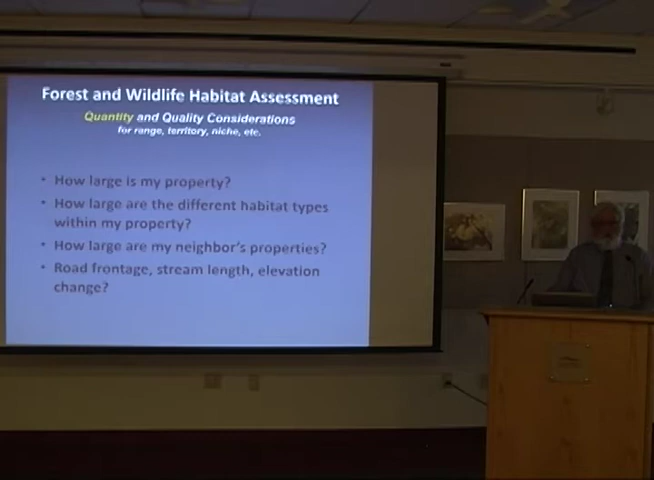 Forest and Wildlife Habitat Assessment
Quantity and Quality Considerations
for range, territory, niche, etc.
• How large is my property?
• How large are the different habitat types
within my property?
• How large are my neighbor's properties?
• Road frontage, stream length, elevation
change?